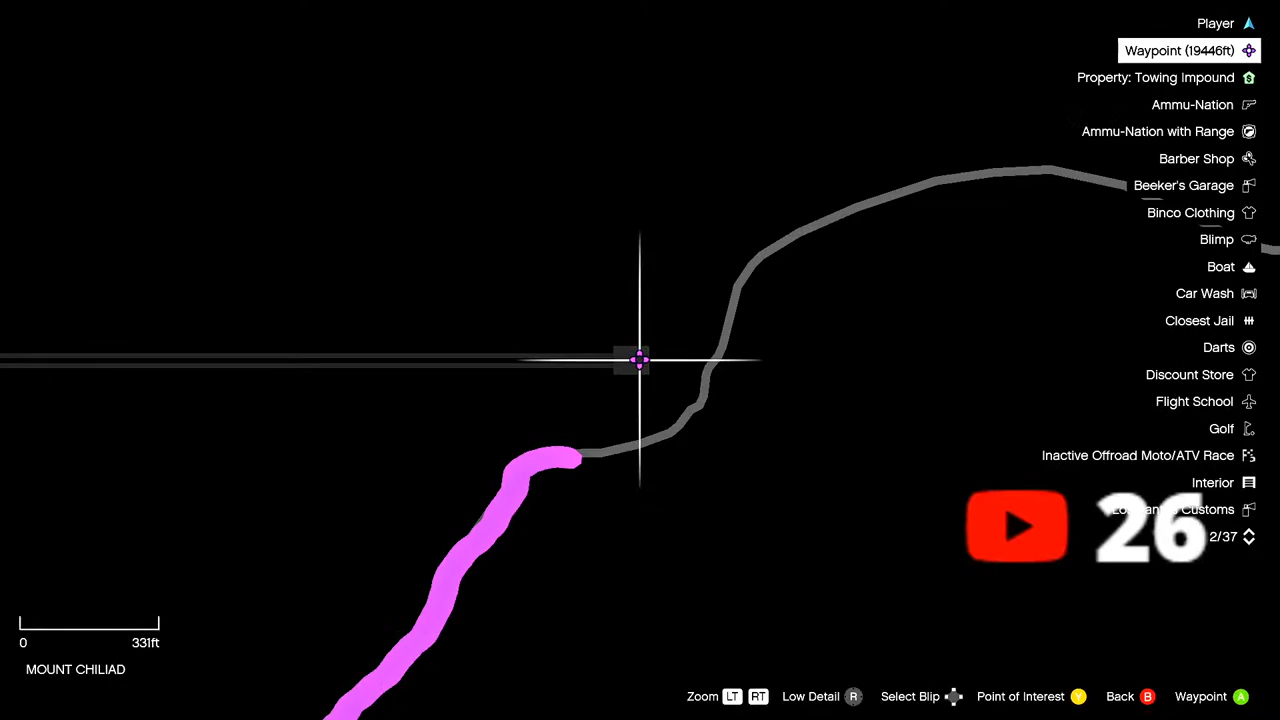 Player
Waypoint (19446ft)
Property: Towing Impound
Ammu-Nation
Ammu-Nation with Range
Barber Shop
Beeker's Garage
Binco Clothing
Blimp
Boat
Car Wash
Closest Jail
Darts
Discount Store
Flight School
Golf
Inactive Offroad Moto/ATV Race
Interior
Customs
26
2/37
0 331ft
MOUNT CHILIAD
Zoom LT RT Low Detail R Select Blip Point of Interest Y Back B Waypoint A